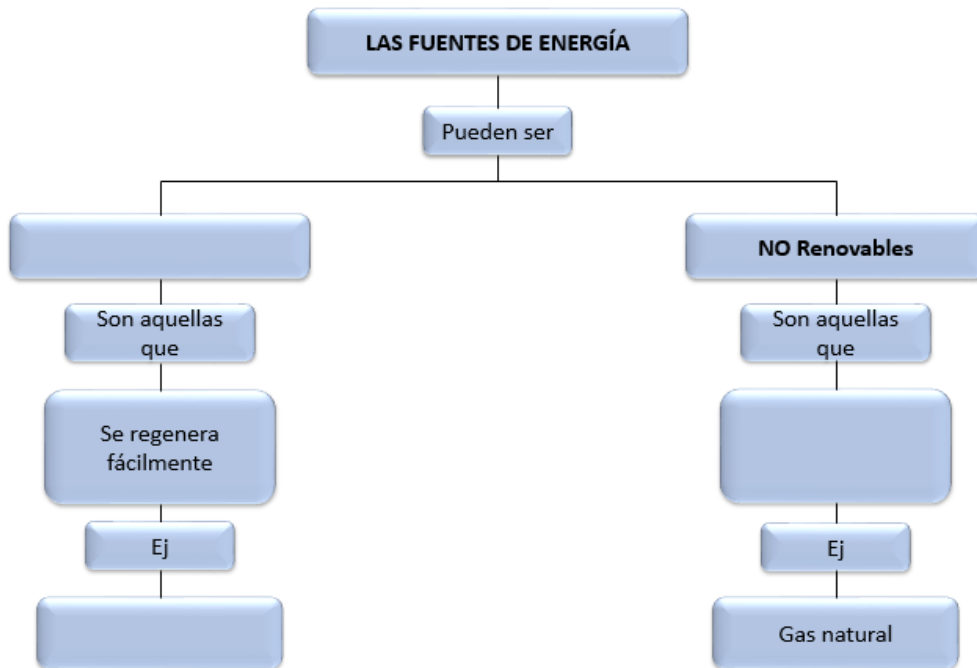 LAS FUENTES DE ENERGÍA
Pueden ser
NO Renovables
Son aquellas
que
Son aquellas
que
Se regenera
fácilmente
Ej
Ej
Gas natural